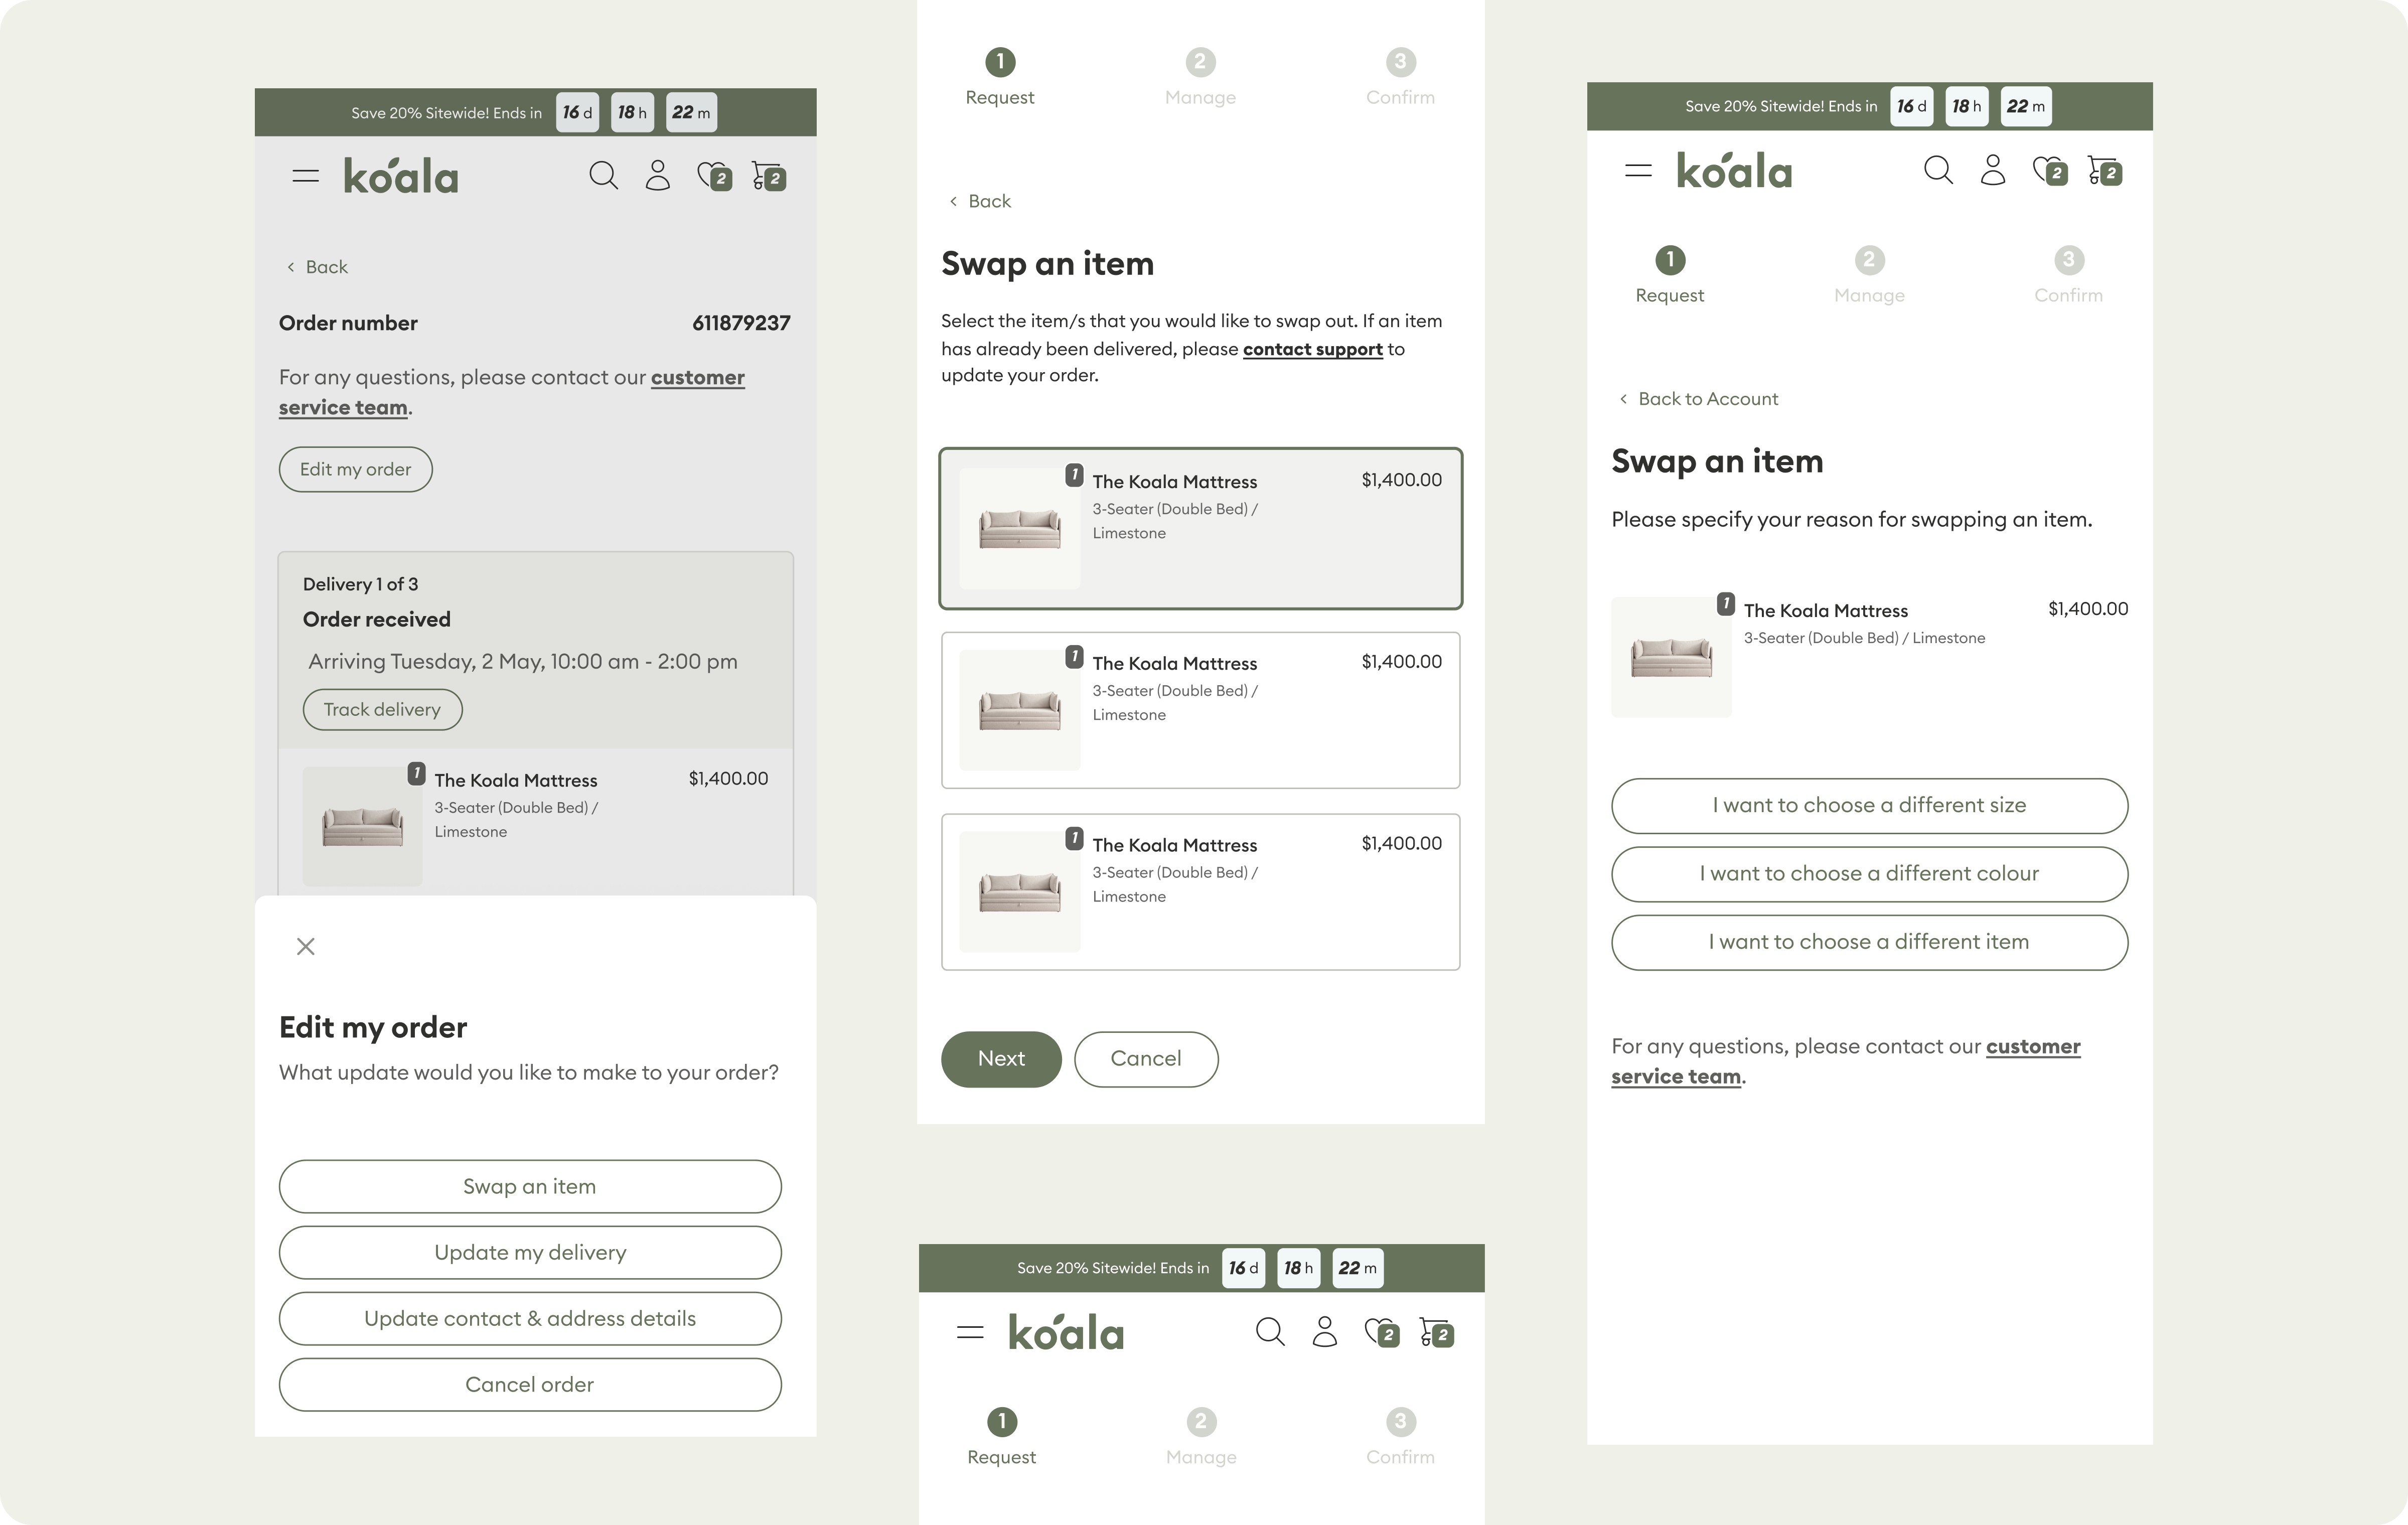 Save 20% Sitewide! Ends in 16 d 18 h 22 m
koala 2 2
Back
Order number 611879237
For any questions, please contact our customer
service team.
Edit my order
Delivery 1 of 3
Order received
Arriving Tuesday, 2 May, 10:00 am - 2:00 pm
Track delivery
1 The Koala Mattress $1,400.00
3-Seater (Double Bed) /
Limestone
Edit my order
What update would you like to make to your order?
Swap an item
Update my delivery
Update contact & address details
Cancel order
1 2 3
Request Manage Confirm
Back
Swap an item
Select the item/s that you would like to swap out. If an item
has already been delivered, please contact support to
update your order.
1 The Koala Mattress $1,400.00
3-Seater (Double Bed) /
Limestone
1 The Koala Mattress $1,400.00
3-Seater (Double Bed) /
Limestone
1 The Koala Mattress $1,400.00
3-Seater (Double Bed) /
Limestone
Next Cancel
Save 20% Sitewide! Ends in 16 d 18 h 22 m
koala 2 2
1 2 3
Request Manage Confirm
Save 20% Sitewide! Ends in 16 d 18 h 22 m
koala 2 2
1 2 3
Request Manage Confirm
Back to Account
Swap an item
Please specify your reason for swapping an item.
1 The Koala Mattress $1,400.00
3-Seater (Double Bed) / Limestone
I want to choose a different size
I want to choose a different colour
I want to choose a different item
For any questions, please contact our customer
service team.